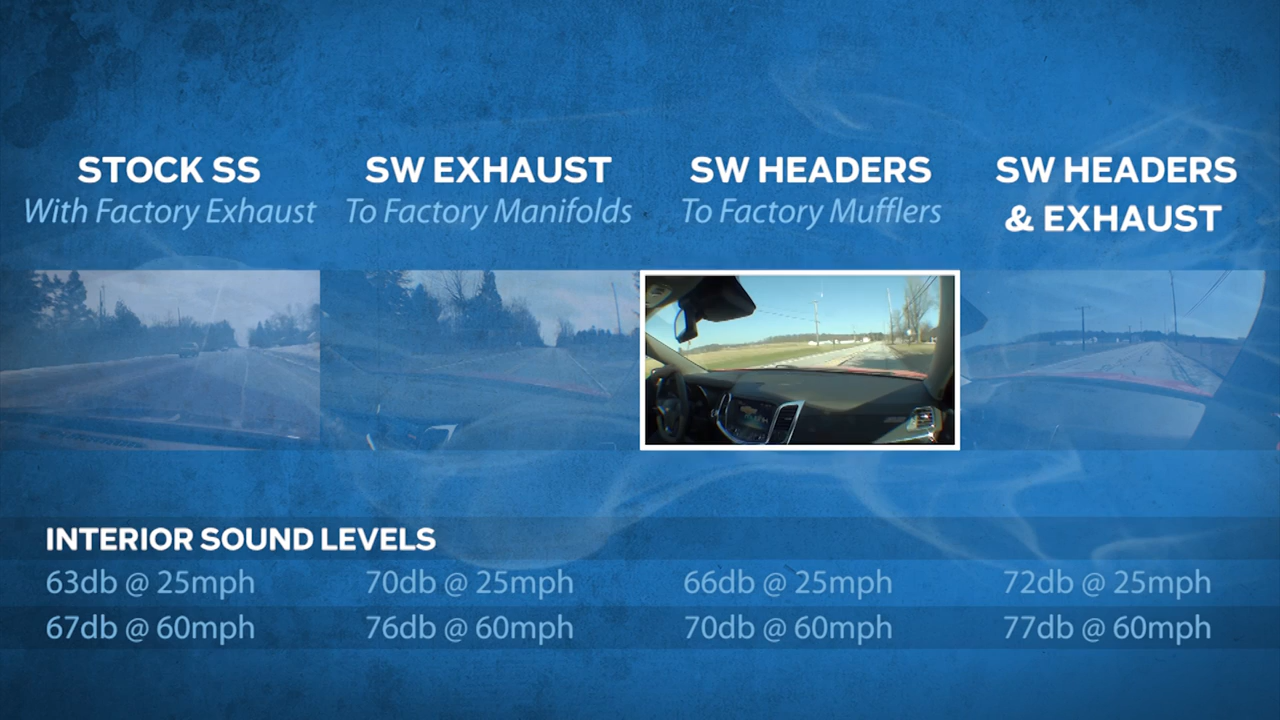 STOCK SS
With Factory Exhaust
SW EXHAUST
To Factory Manifolds
SW HEADERS
To Factory Mufflers
SW HEADERS
& EXHAUST
INTERIOR SOUND LEVELS
63db @ 25mph 70db @ 25mph 66db @ 25mph 72db @ 25mph
67db @ 60mph 76db @ 60mph 70db @ 60mph 77db @ 60mph